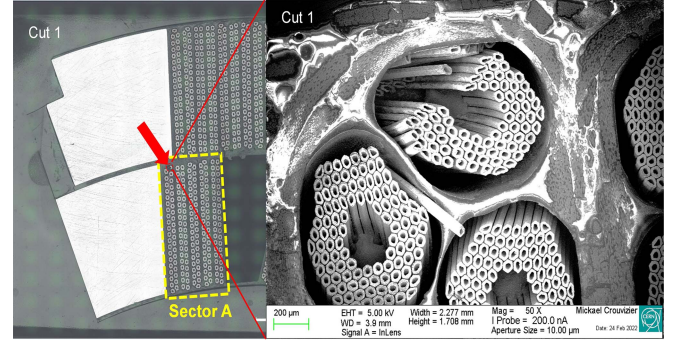 Cut 1
Sector A
Cut 1
200 µm
EHT = 5.00 kV
WD = 3.9 mm
Signal A = InLens
Width = 2.277 mm
Height = 1.708 mm
Mag = 50 X
I Probe = 200.0 nA
Aperture Size = 10.00 µm
Mickael Crouvizier
Date: 24 Feb 2022
CERN